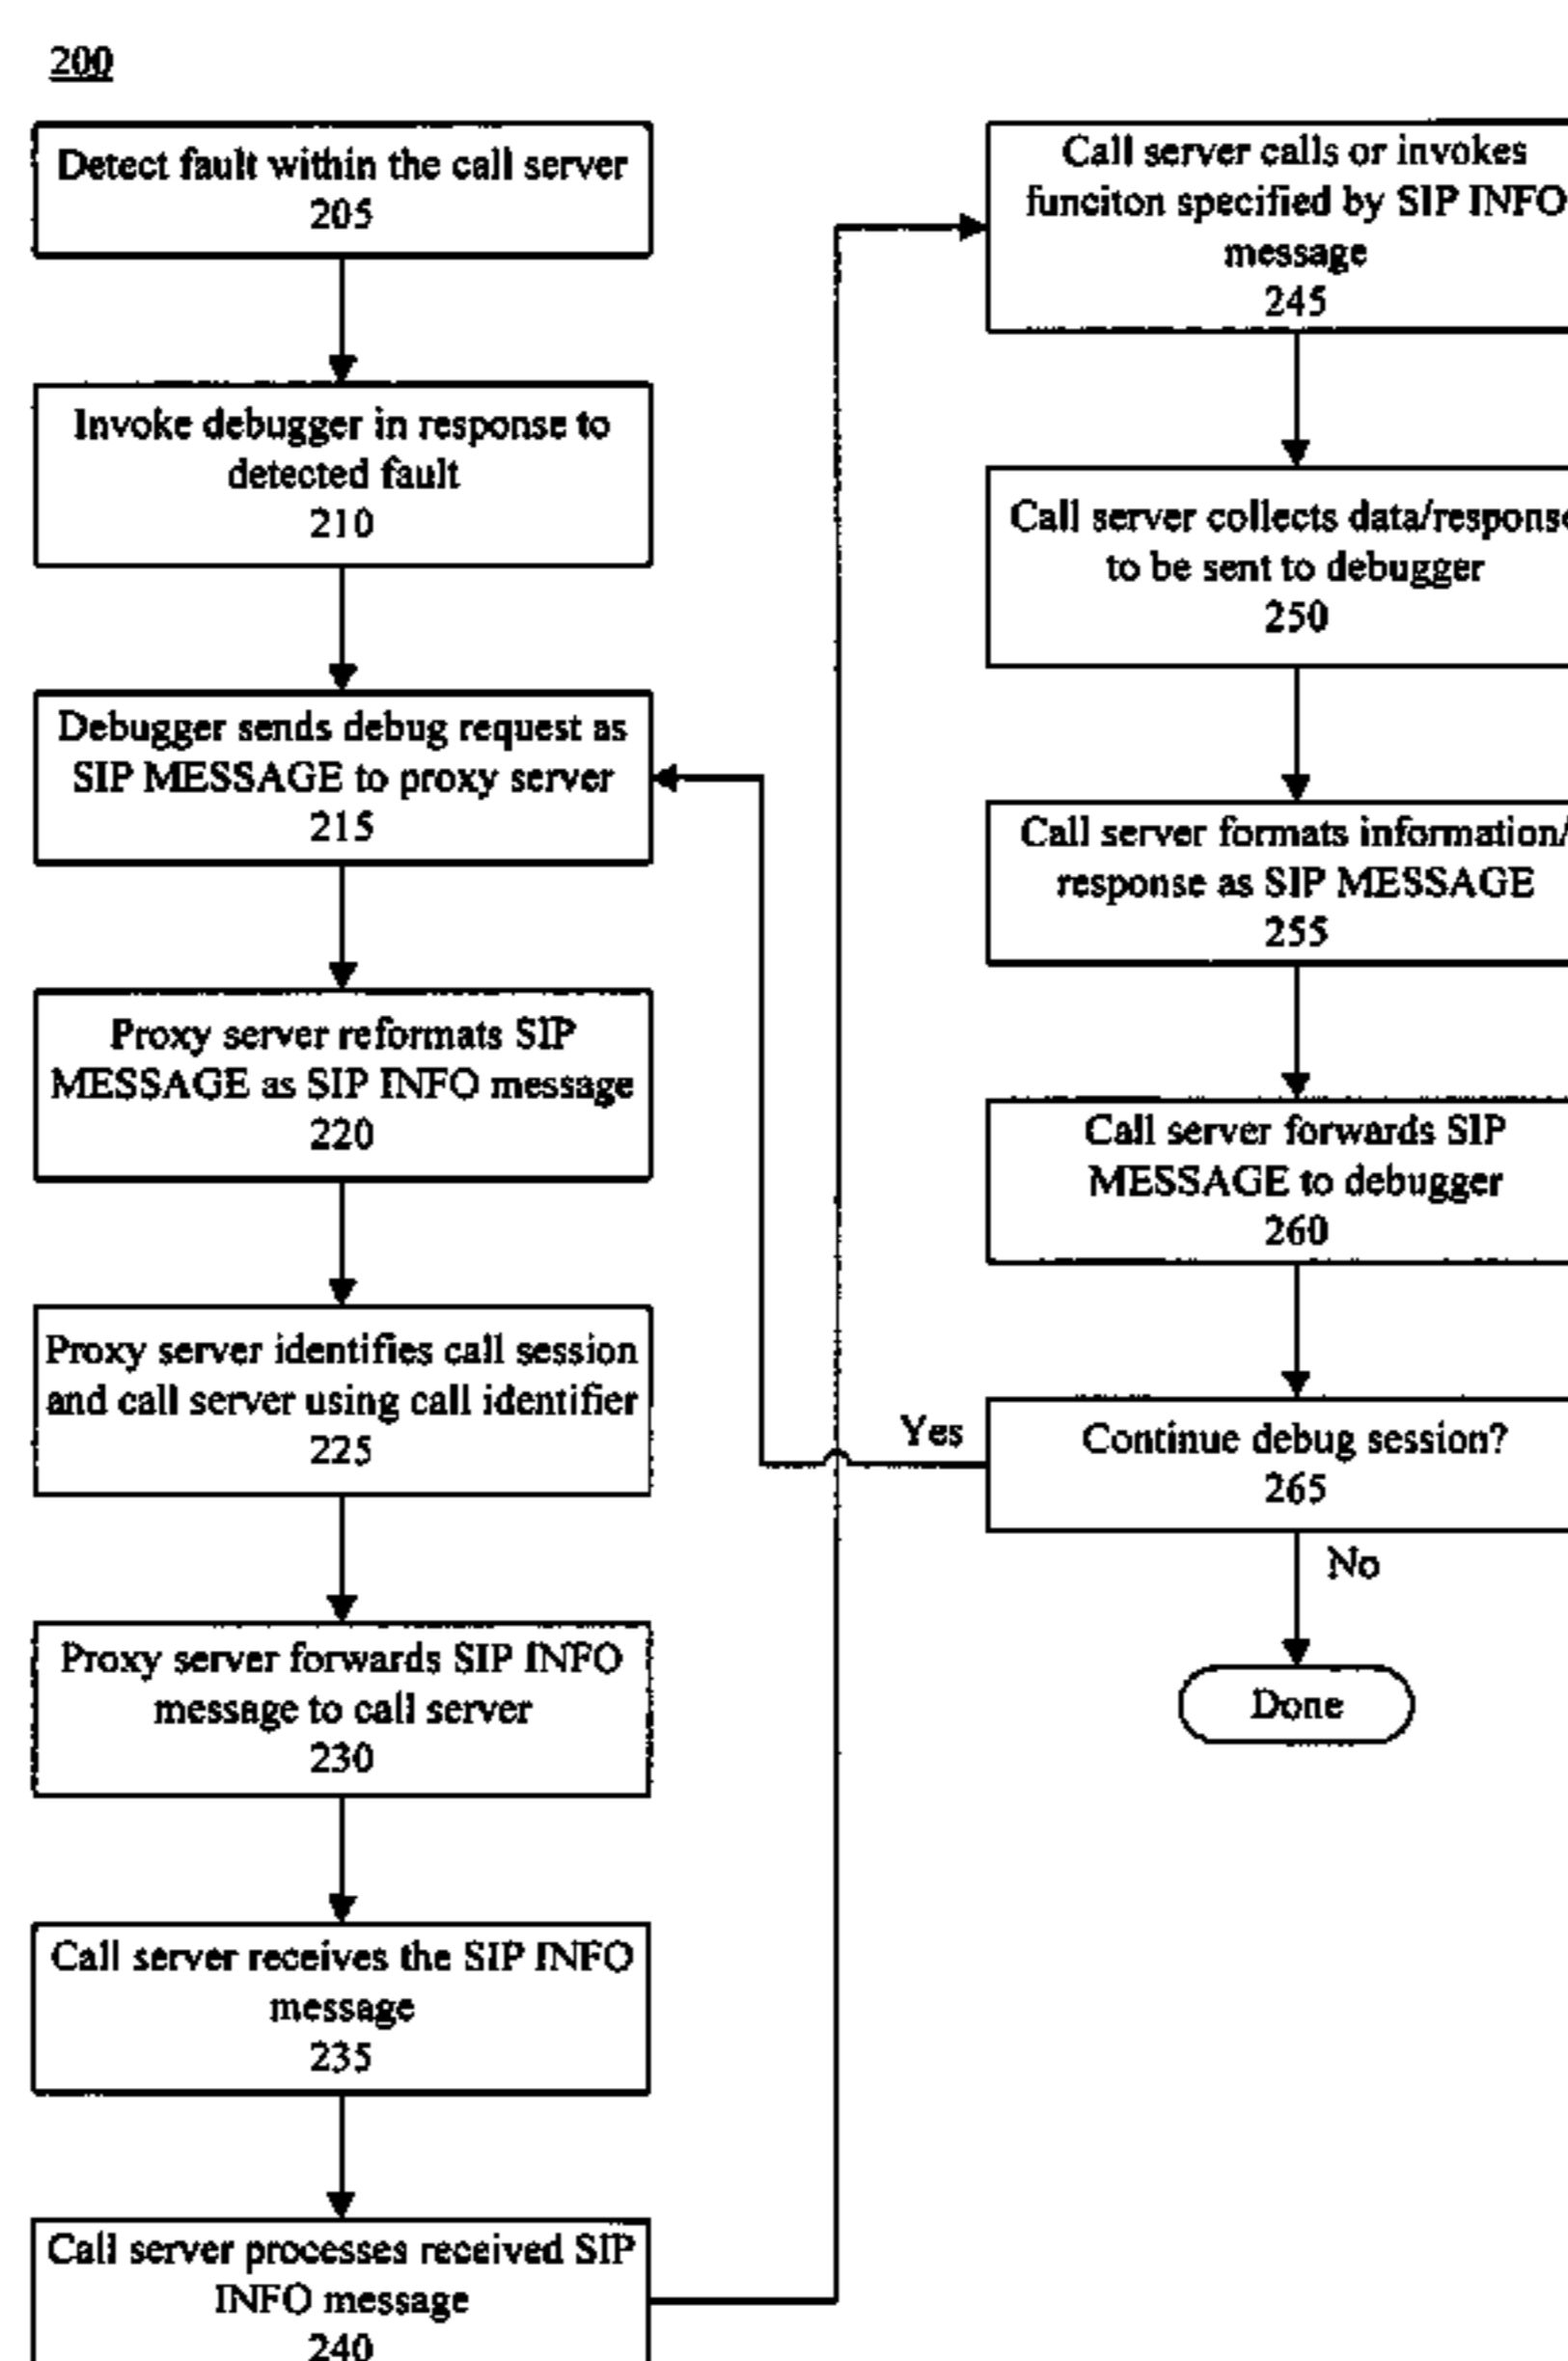 200
Detect fault within the call server
205
Invoke debugger in response to
detected fault
210
Debugger sends debug request as
SIP MESSAGE to proxy server
215
Proxy server reformats SIP
MESSAGE as SIP INFO message
220
Proxy server identifies call session
and call server using call identifier
225
Proxy server forwards SIP INFO
message to call server
230
Call server receives the SIP INFO
message
235
Call server processes received SIP
INFO message
240
Call server calls or invokes
funciton specified by SIP INFO
message
245
Call server collects data/response
to be sent to debugger
250
Call server formats information/
response as SIP MESSAGE
255
Call server forwards SIP
MESSAGE to debugger
260
Yes
Continue debug session?
265
No
Done